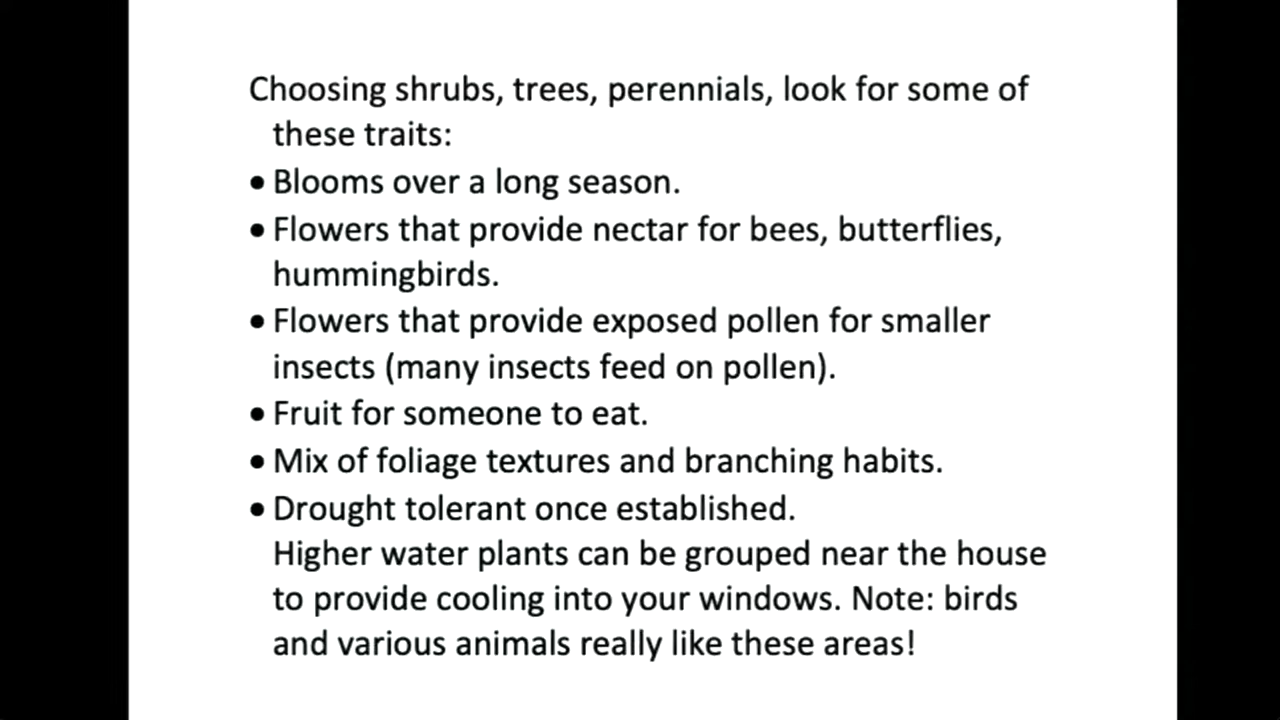 Choosing shrubs, trees, perennials, look for some of
these traits:
• Blooms over a long season.
• Flowers that provide nectar for bees, butterflies,
hummingbirds.
• Flowers that provide exposed pollen for smaller
insects (many insects feed on pollen).
• Fruit for someone to eat.
• Mix of foliage textures and branching habits.
• Drought tolerant once established.
Higher water plants can be grouped near the house
to provide cooling into your windows. Note: birds
and various animals really like these areas!